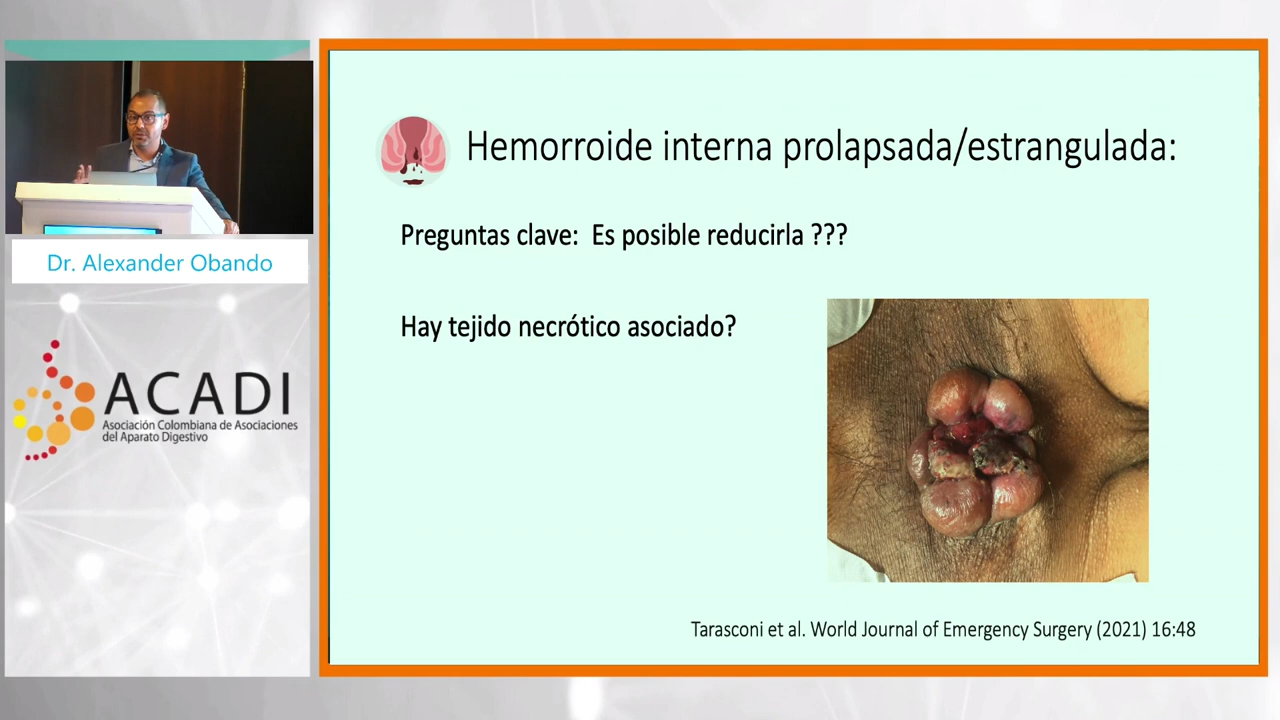 Hemorroide interna prolapsada/estrangulada:
Preguntas clave: Es posible reducirla ???
Hay tejido necrótico asociado?
Tarasconi et al. World Journal of Emergency Surgery (2021) 16:48
Dr. Alexander Obando
ACADI
Asociación Colombiana de Asociaciones
del Aparato Digestivo